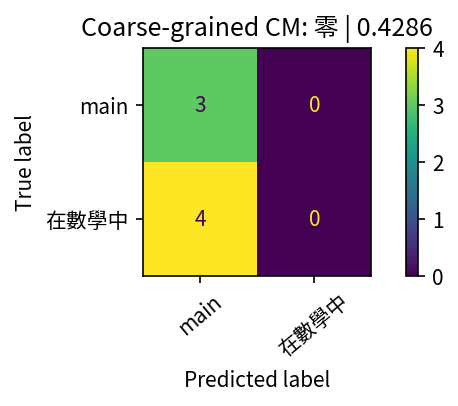 Coarse-grained CM: 零 | 0.4286
True label
main
在數學中
3
0
4
0
main
在數學中
Predicted label
4
3
2
1
0